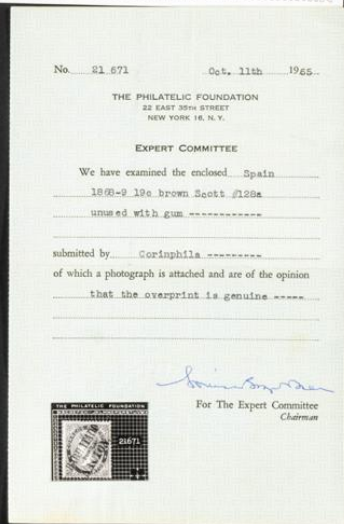 No. 21 671 Oct. 11th 1965
THE PHILATELIC FOUNDATION
22 EAST 35TH STREET
NEW YORK 16, N. Y.
EXPERT COMMITTEE
We have examined the enclosed Spain
1868-9 19c brown Scott #128a
unused with gum ------------
submitted by Corinphila ---------
of which a photograph is attached and are of the opinion
that the overprint is genuine -----
For The Expert Committee
Chairman
THE PHILATELIC FOUNDATION
21671